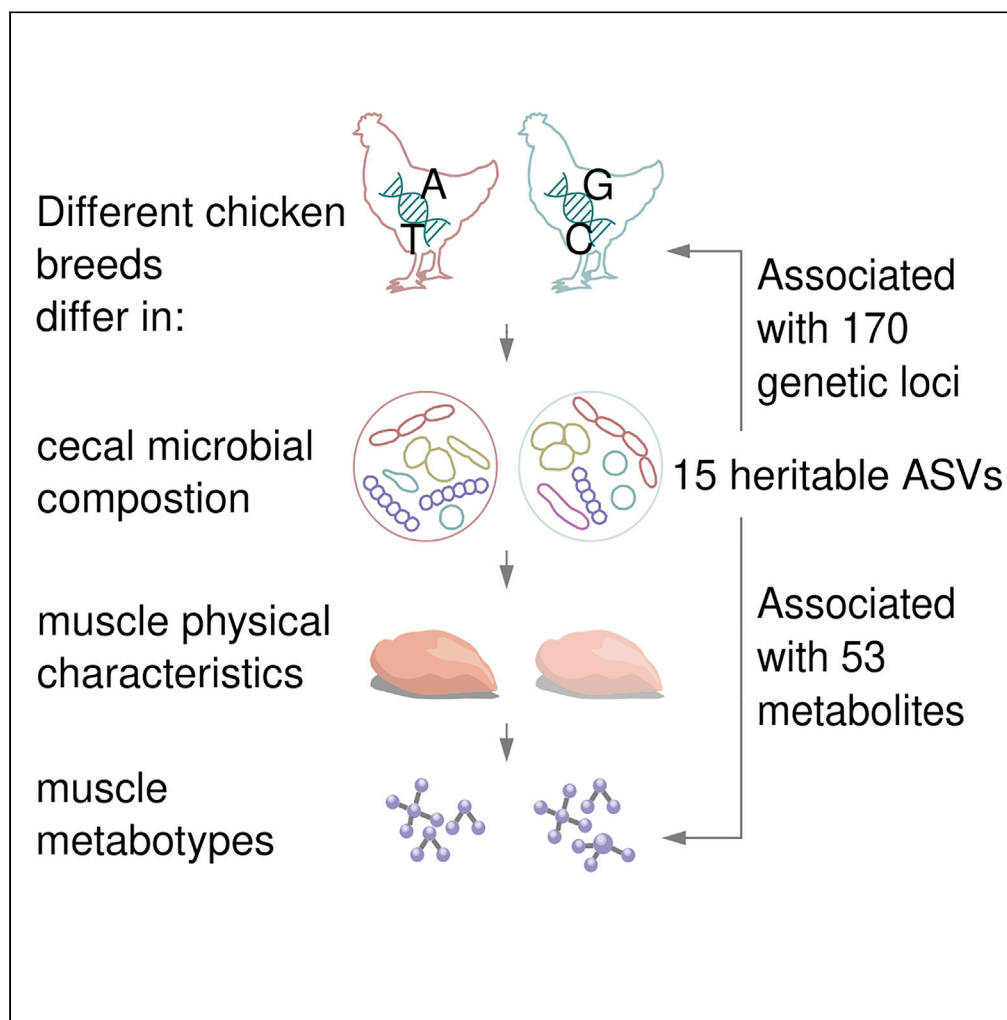 Different chicken
breeds
differ in:
A
T
G
C
Associated
with 170
genetic loci
cecal microbial
compostion
15 heritable ASVs
muscle physical
characteristics
Associated
with 53
metabolites
muscle
metabotypes